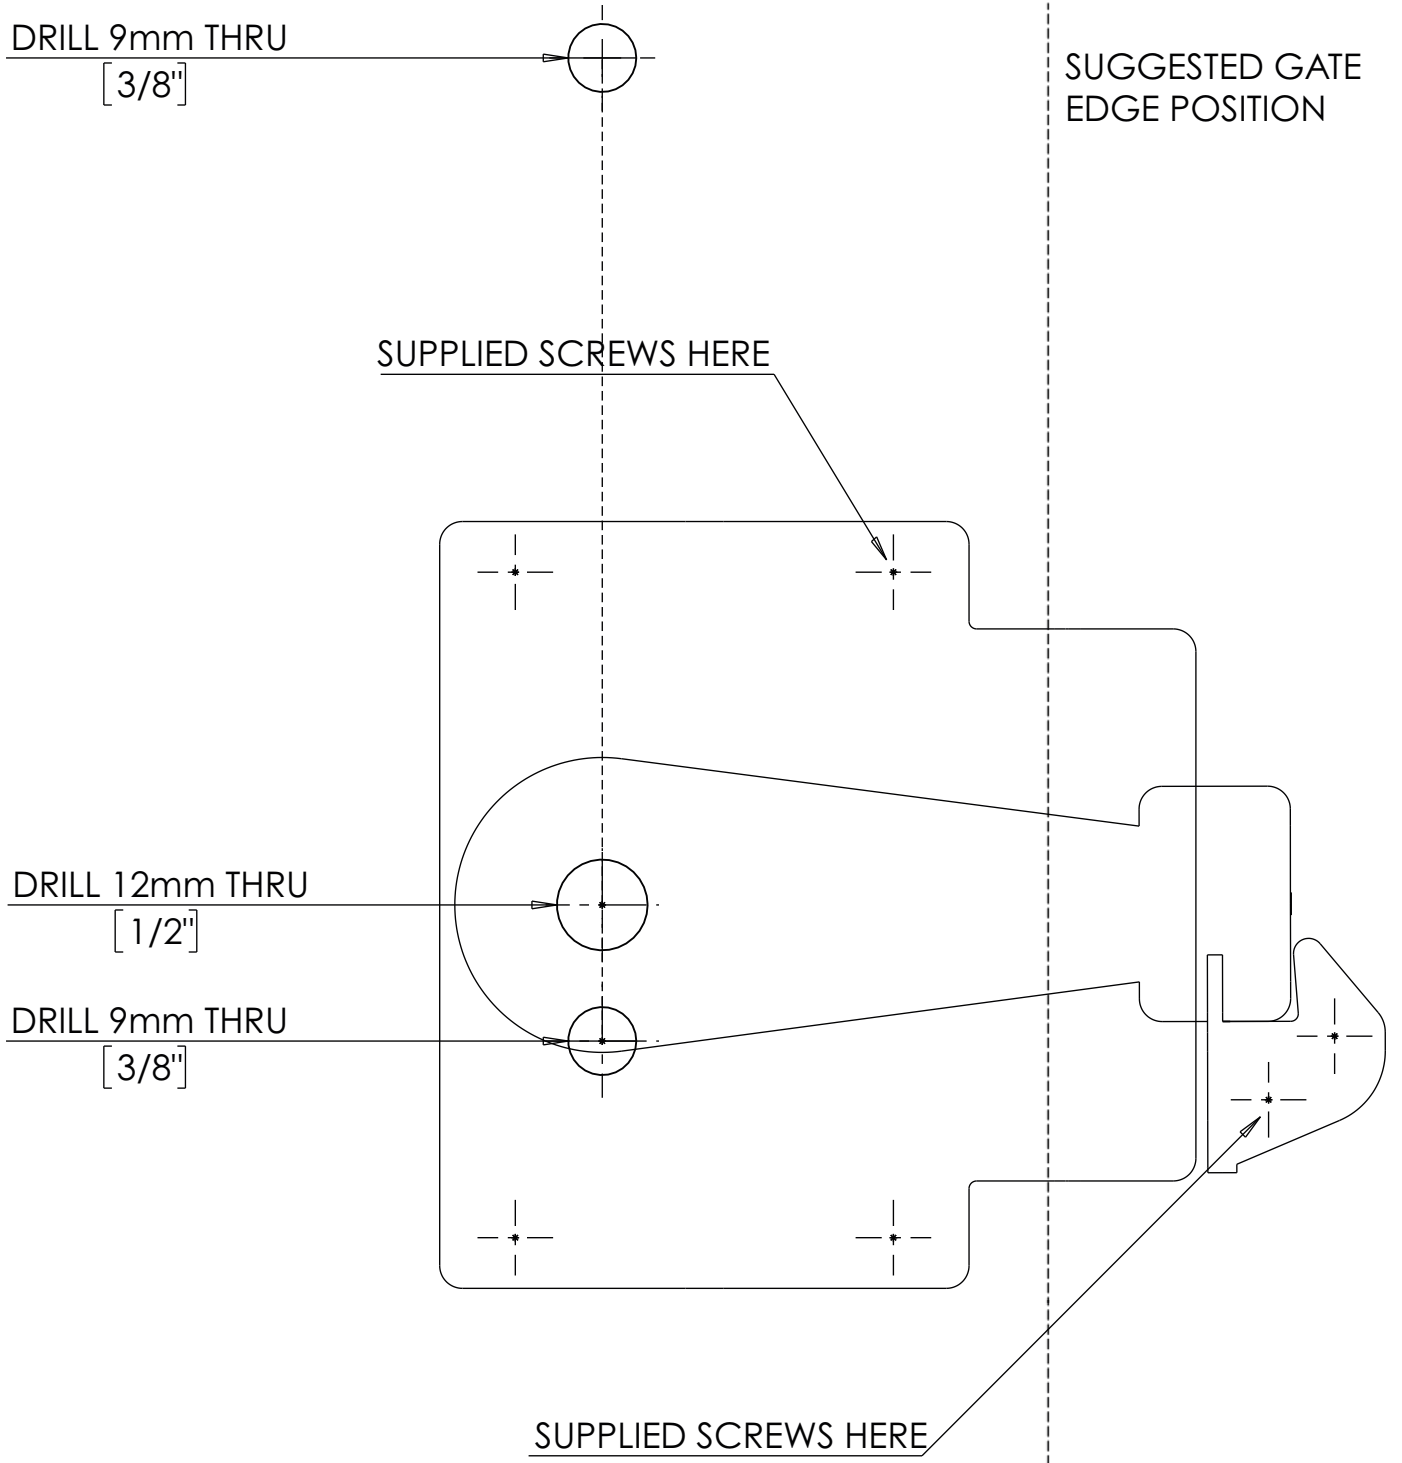 DRILL 9mm THRU
[3/8"]
SUGGESTED GATE
EDGE POSITION
SUPPLIED SCREWS HERE
DRILL 12mm THRU
[1/2"]
DRILL 9mm THRU
[3/8"]
SUPPLIED SCREWS HERE